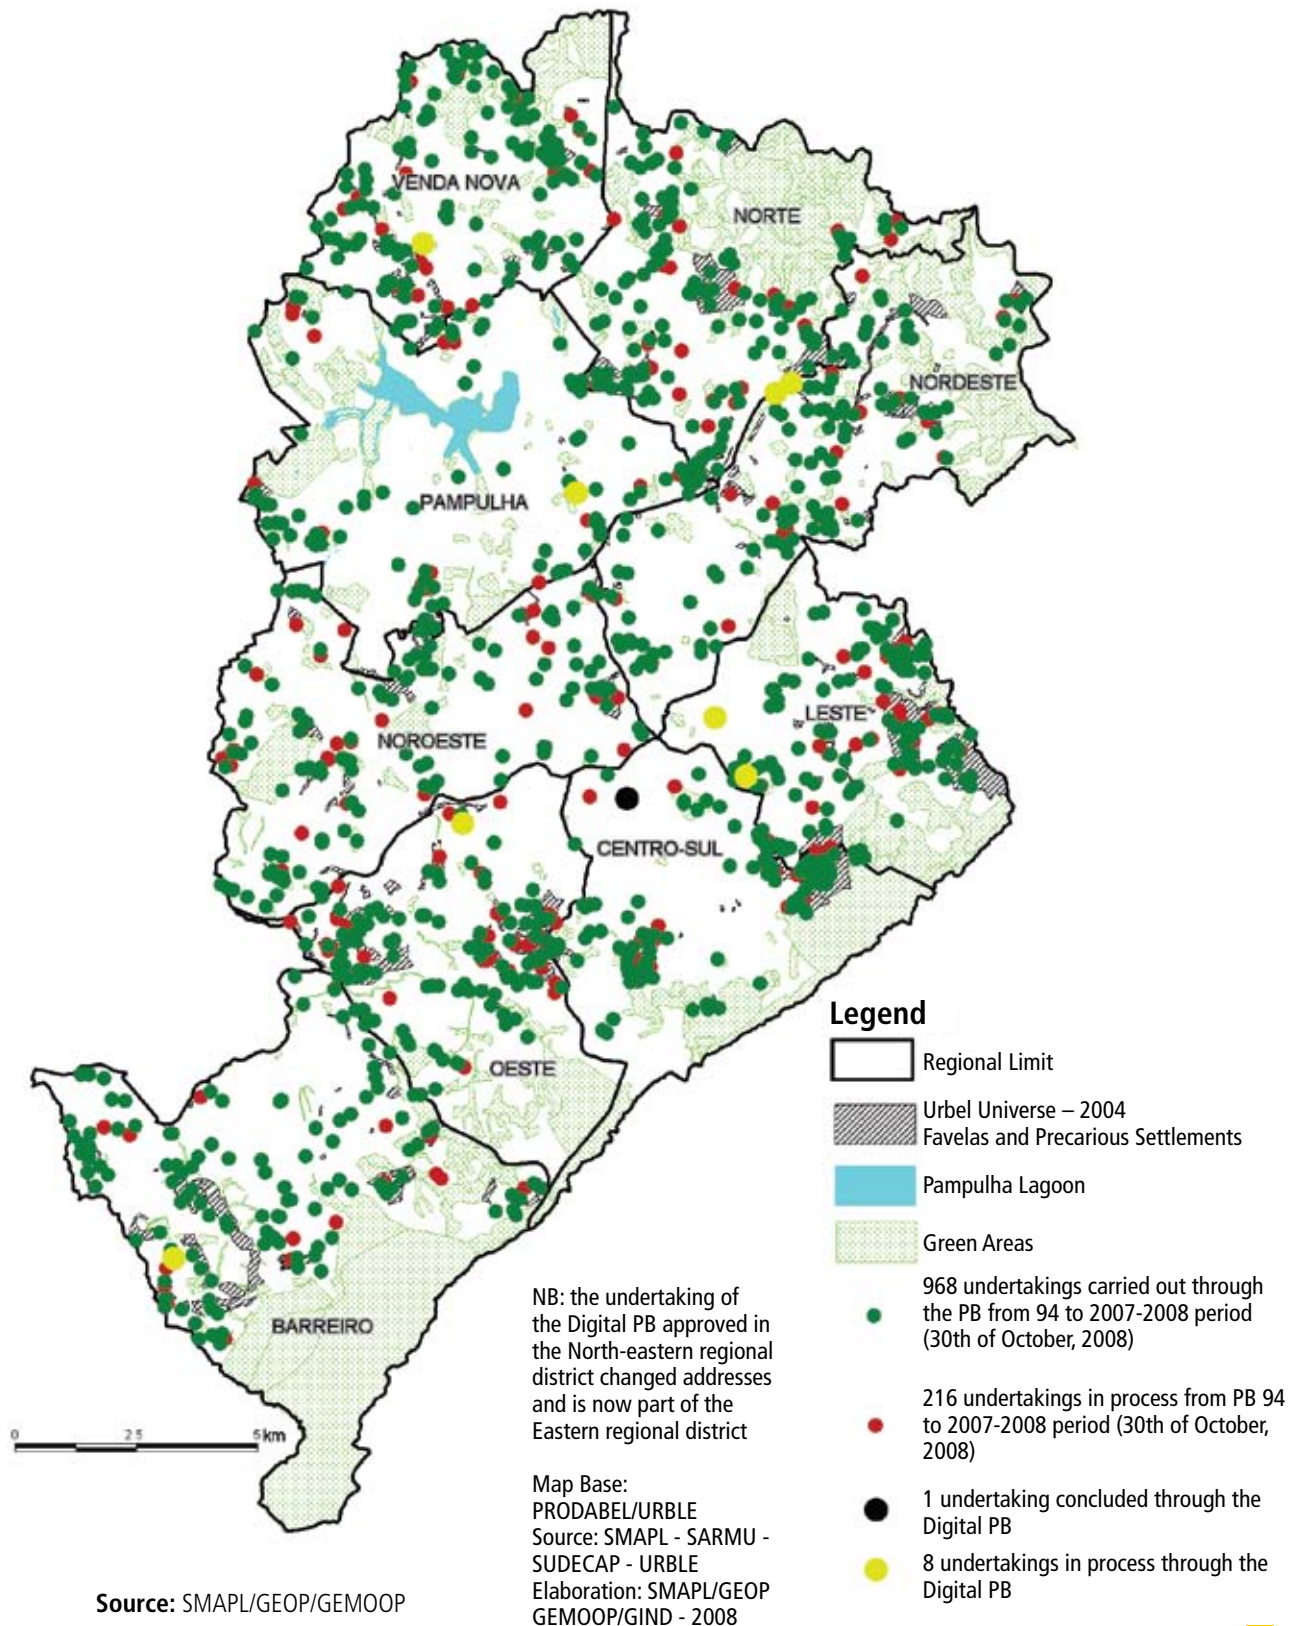 VENDA NOVA
NORTE
NORDESTE
PAMPULHA
LESTE
NOROESTE
CENTRO-SUL
OESTE
BARREIRO
Legend
Regional Limit
Urbel Universe – 2004
Favelas and Precarious Settlements
Pampulha Lagoon
Green Areas
968 undertakings carried out through
the PB from 94 to 2007-2008 period
(30th of October, 2008)
216 undertakings in process from PB 94
to 2007-2008 period (30th of October,
2008)
1 undertaking concluded through the
Digital PB
8 undertakings in process through the
Digital PB
NB: the undertaking of
the Digital PB approved in
the North-eastern regional
district changed addresses
and is now part of the
Eastern regional district
Map Base:
PRODABEL/URBLE
Source: SMAPL - SARMU -
SUDECAP - URBLE
Elaboration: SMAPL/GEOP
GEMOOP/GIND - 2008
0 2 5 5 km
Source: SMAPL/GEOP/GEMOOP